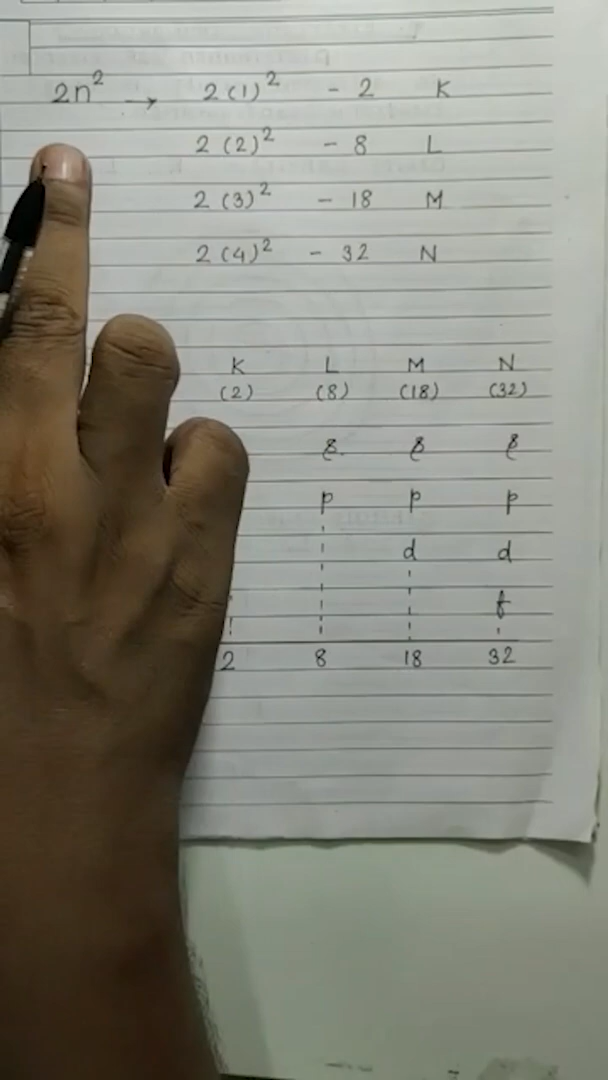 2n² → 2(1)² - 2 K
2(2)² - 8 L
2(3)² - 18 M
2(4)² - 32 N
K L M N
(2) (8) (18) (32)
s s s
p p p
d d
f
2 8 18 32